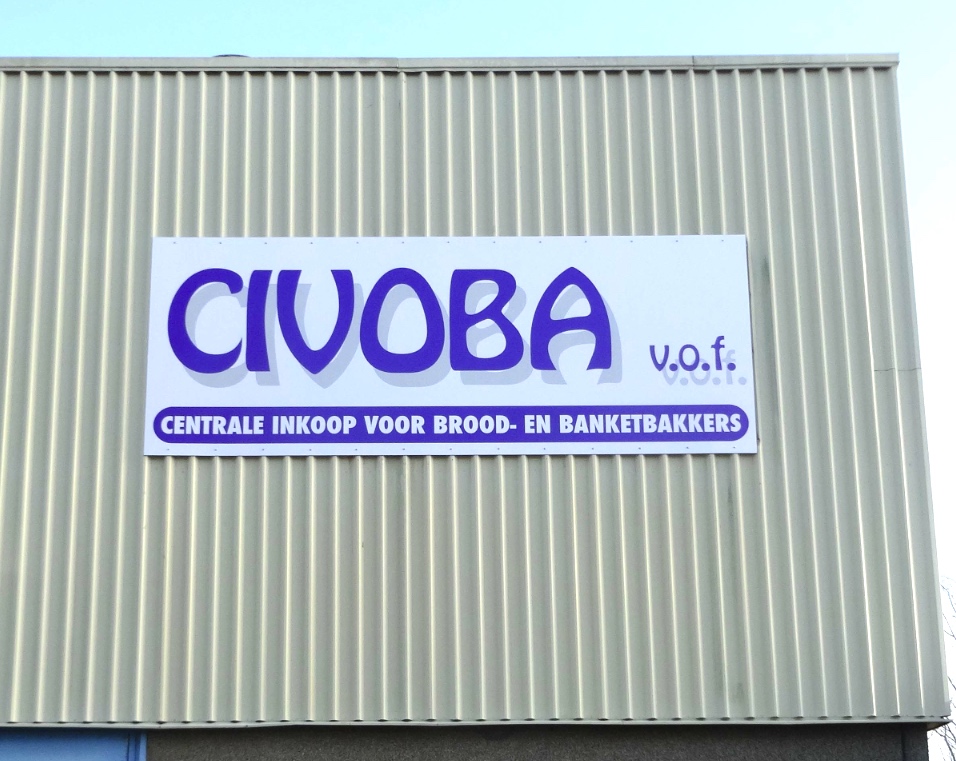 CIVOBA v.o.f.
CENTRALE INKOOP VOOR BROOD- EN BANKETBAKKERS